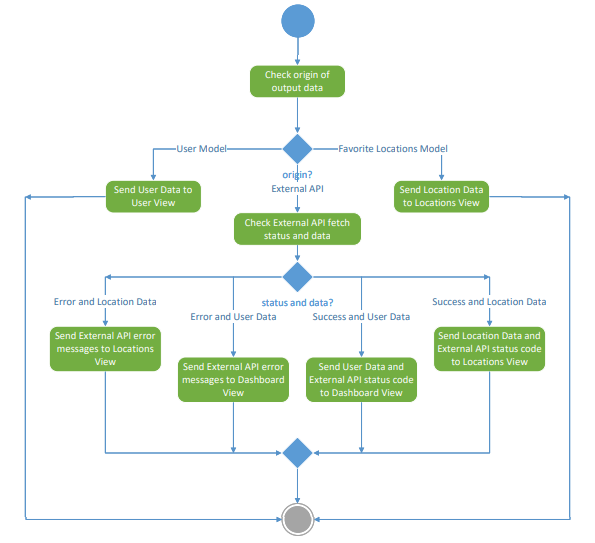 Check origin of
output data
User Model
Favorite Locations Model
origin?
External API
Send User Data to
User View
Send Location Data
to Locations View
Check External API fetch
status and data
Error and Location Data
status and data?
Success and Location Data
Error and User Data
Success and User Data
Send External API error
messages to Locations
View
Send Location Data and
External API status code
to Locations View
Send External API error
messages to Dashboard
View
Send User Data and
External API status code
to Dashboard View